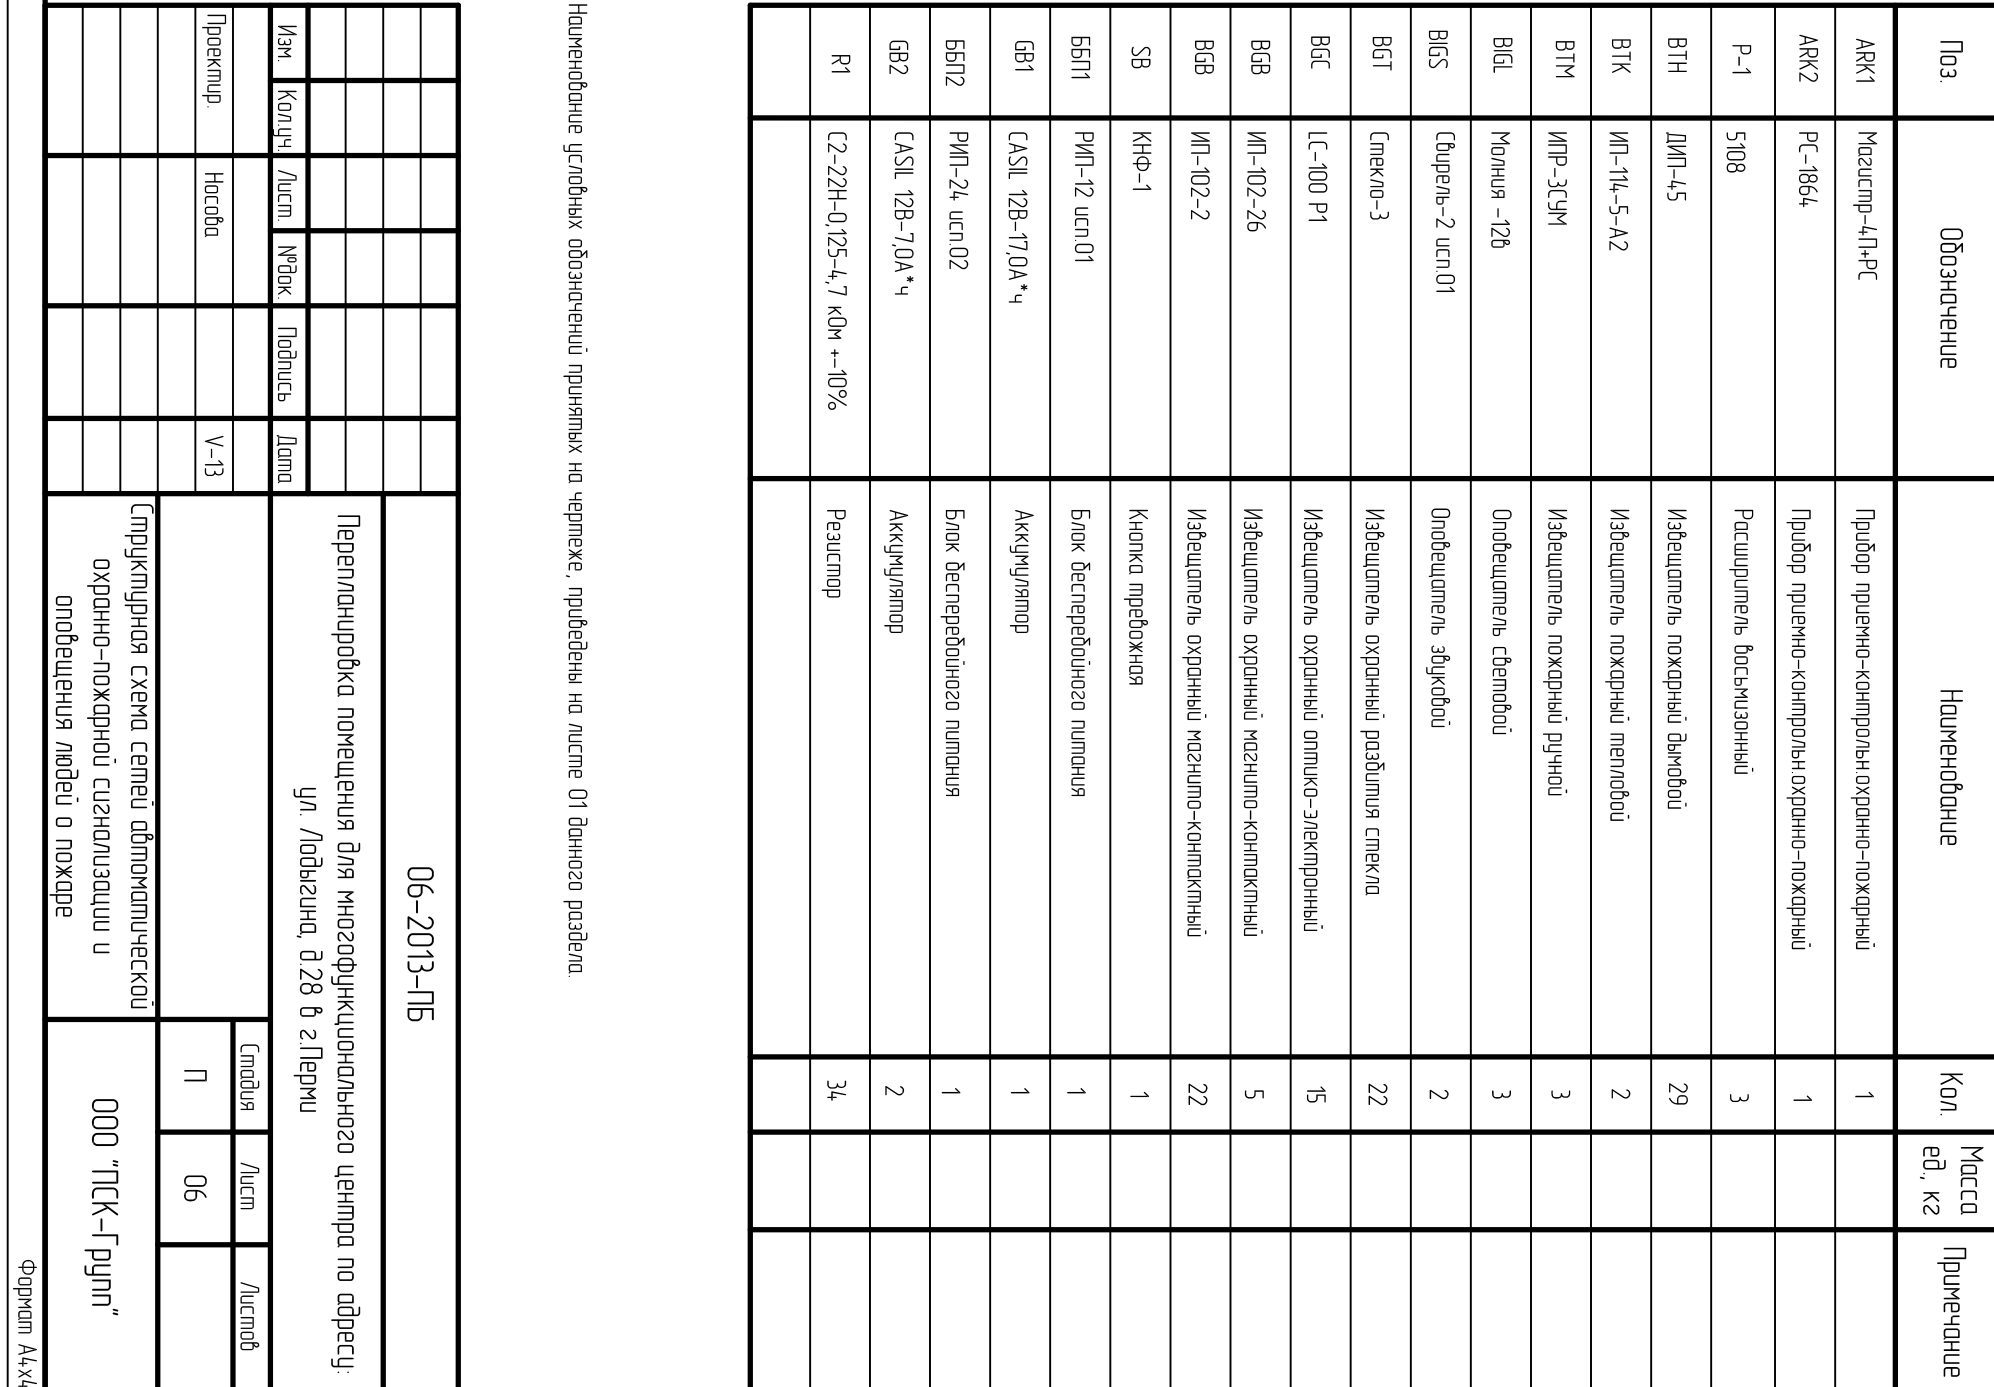 Поз. Обозначение Наименование Кол. Масса ед., кг Примечание
ARK1 Магистр-4П+РС Прибор приемно-контрольн.охранно-пожарный 1
ARK2 РС-1864 Прибор приемно-контрольн.охранно-пожарный 1
Р-1 5108 Расширитель восьмизонный 3
BTH ДИП-45 Извещатель пожарный дымовой 29
BTK ИП-114-5-А2 Извещатель пожарный тепловой 2
BTM ИПР-3СУМ Извещатель пожарный ручной 3
BIGL Молния -12в Оповещатель световой 3
BIGS Свирель-2 исп.01 Оповещатель звуковой 2
BGT Стекло-3 Извещатель охранный разбития стекла 22
BGC LC-100 P1 Извещатель охранный оптико-электронный 15
BGB ИП-102-26 Извещатель охранный магнито-контактный 5
BGB ИП-102-2 Извещатель охранный магнито-контактный 22
SB КНФ-1 Кнопка тревожная 1
ББП1 РИП-12 исп.01 Блок бесперебойного питания 1
GB1 CASIL 12В-17,0А*ч Аккумулятор 1
ББП2 РИП-24 исп.02 Блок бесперебойного питания 1
GB2 CASIL 12В-7,0А*ч Аккумулятор 2
R1 С2-22Н-0,125-4,7 кОм +-10% Резистор 34
Наименование условных обозначений принятых на чертеже, приведены на листе 01 данного раздела.
06-2013-ПБ
Перепланировка помещения для многофункционального центра по адресу:
ул. Лодыгина, д.28 в г.Перми
Изм. Кол.уч. Лист. №док. Подпись Дата
Проектир. Носова V-13
Стадия Лист Листов
П 06
Структурная схема сетей автоматической
охранно-пожарной сигнализации и
оповещения людей о пожаре
ООО "ПСК-Групп"
Формат А4х4